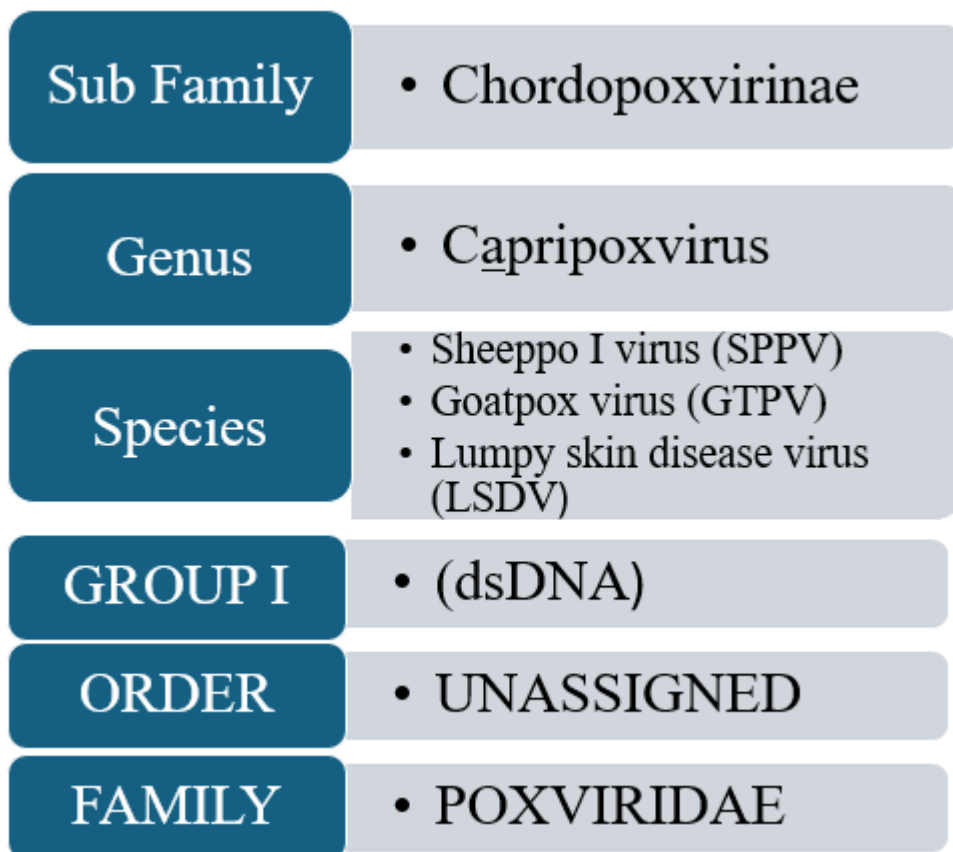 Sub Family
• Chordopoxvirinae
Genus
• Capripoxvirus
Species
• Sheeppo I virus (SPPV)
• Goatpox virus (GTPV)
• Lumpy skin disease virus
(LSDV)
GROUP I
• (dsDNA)
ORDER
• UNASSIGNED
FAMILY
• POXVIRIDAE